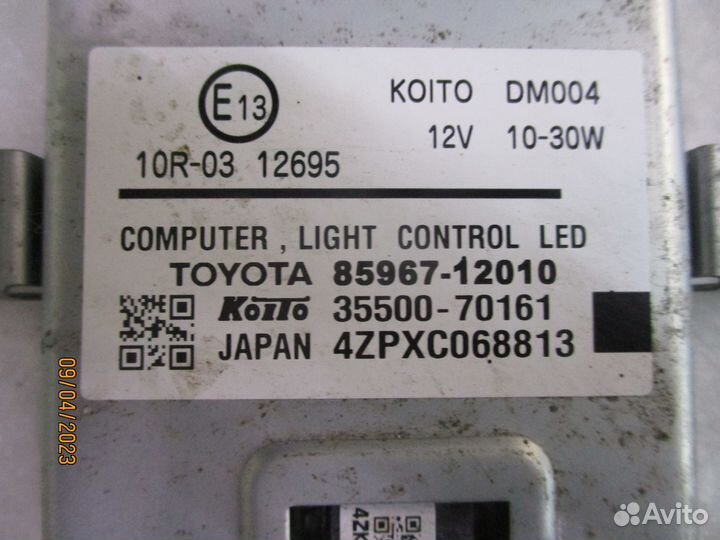 E13
KOITO DM004
12V 10-30W
10R-03 12695
COMPUTER , LIGHT CONTROL LED
TOYOTA 85967-12010
KOITO 35500-70161
JAPAN 4ZPXC068813
09/04/2023
Avito